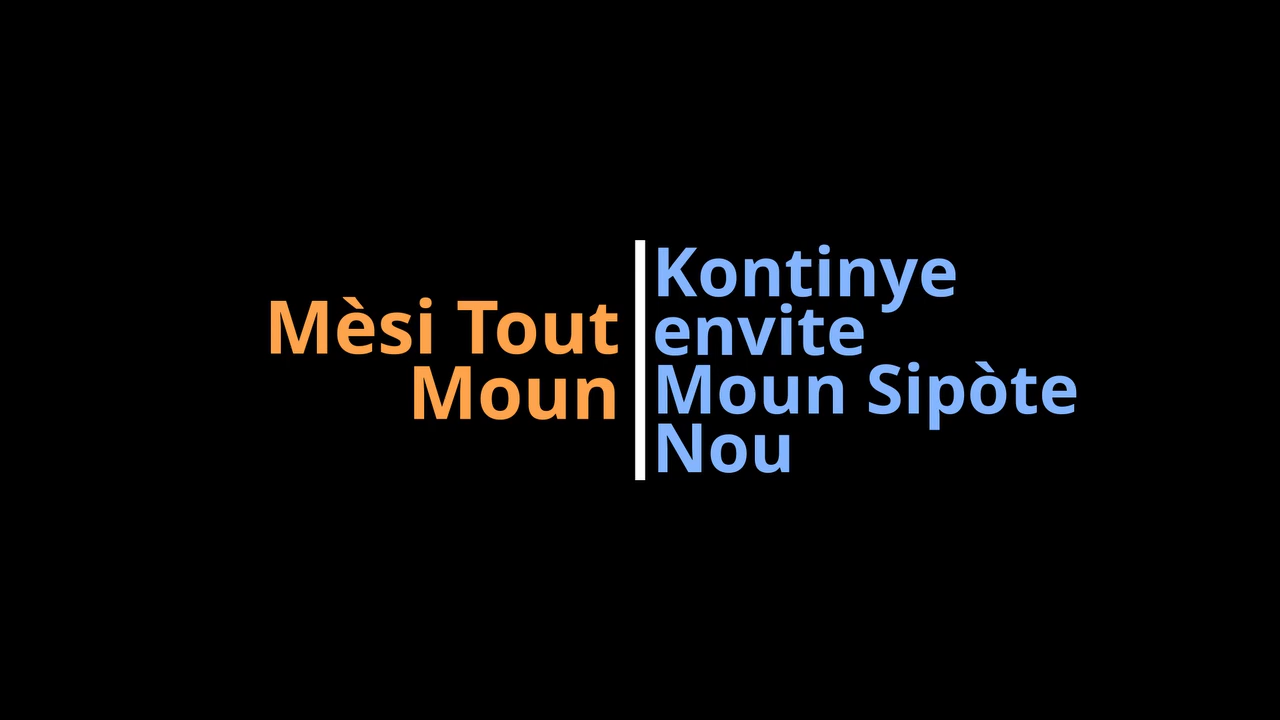 Mèsi Tout
Moun
Kontinye
envite
Moun Sipòte
Nou